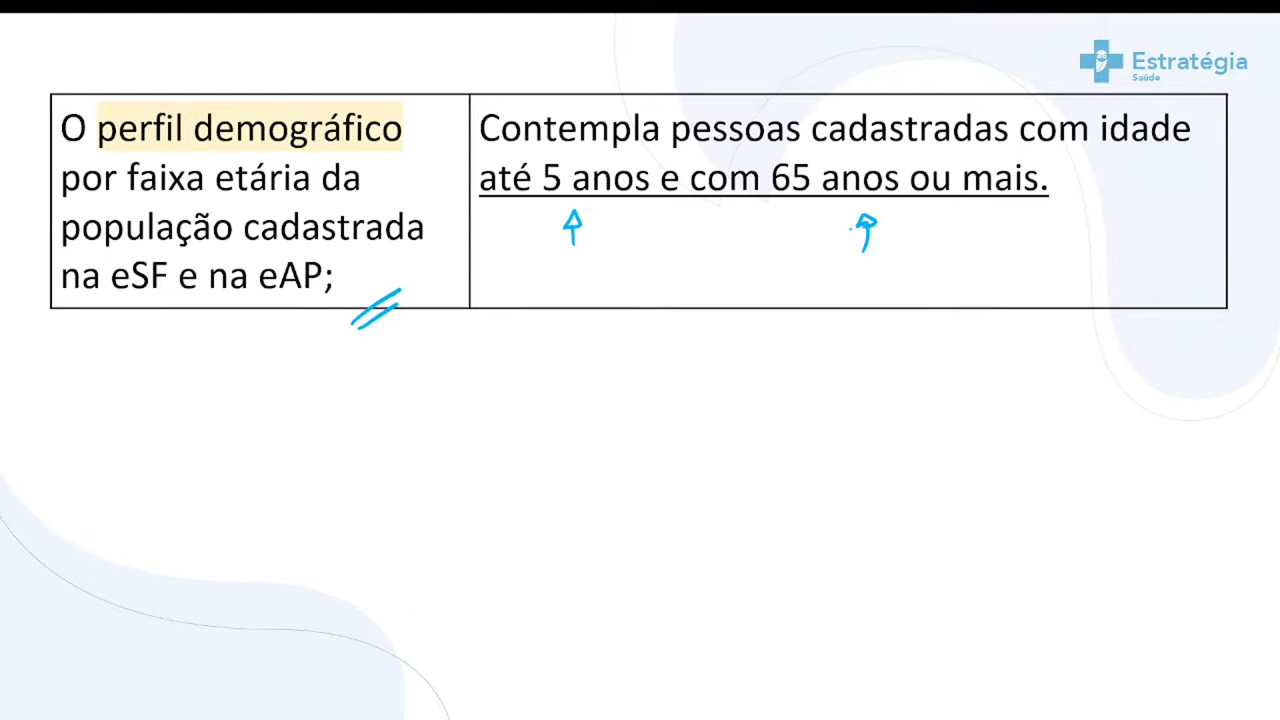 Estratégia
Saúde
O perfil demográfico
por faixa etária da
população cadastrada
na eSF e na eAP;
Contempla pessoas cadastradas com idade
até 5 anos e com 65 anos ou mais.